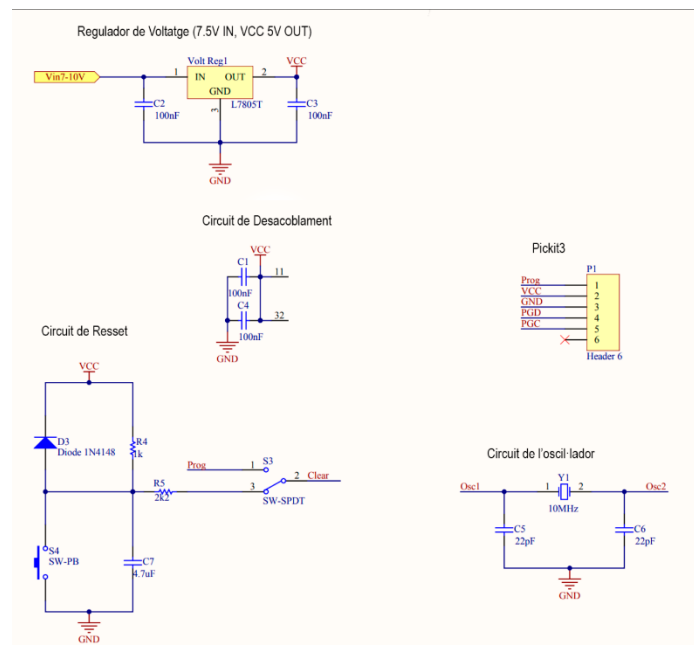 Regulador de Voltatge (7.5V IN, VCC 5V OUT)
Volt Reg1
VCC
Vin7-10V
1
IN
OUT
2
GND
3
L7805T
C2
100nF
C3
100nF
GND
Circuit de Desacoblament
VCC
C1
11
100nF
C4
32
100nF
GND
Pickit3
P1
Prog
1
VCC
2
GND
3
PGD
4
PGC
5
6
Header 6
Circuit de Resset
VCC
D3
Diode 1N4148
R4
1k
Prog
1
S3
R5
2k2
3
2
Clear
SW-SPDT
S4
SW-PB
C7
4.7uF
GND
Circuit de l'oscil·lador
Osc1
1
Y1
2
Osc2
10MHz
C5
22pF
C6
22pF
GND